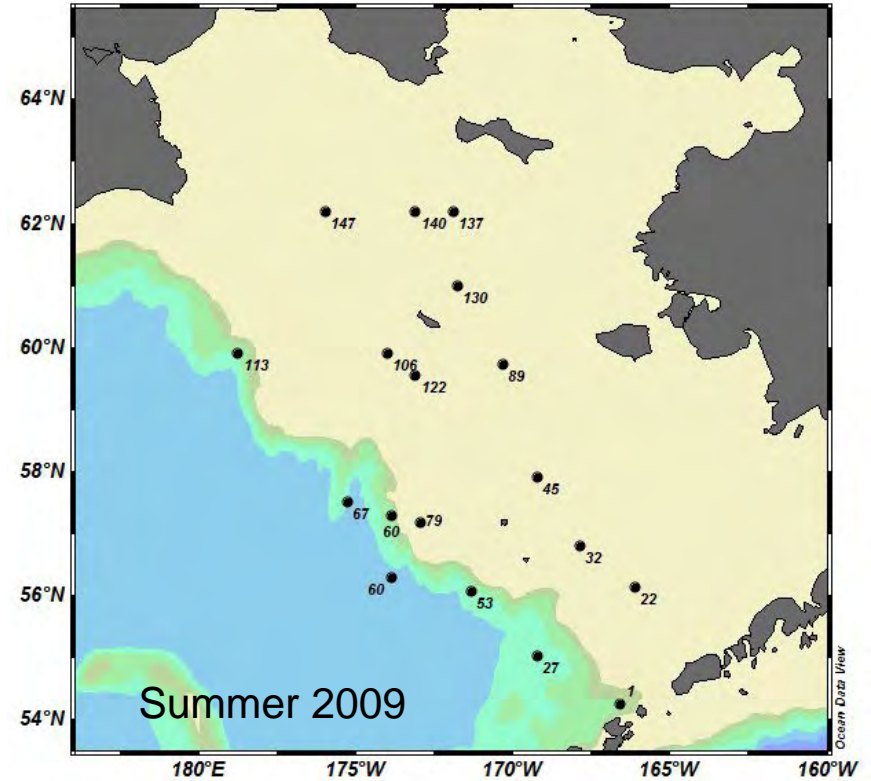 64°N
62°N
147
140
137
130
60°N
113
106
122
89
58°N
45
67
60
79
32
56°N
60
53
22
27
1
Summer 2009
54°N
Ocean Data View
180°E
175°W
170°W
165°W
160°W